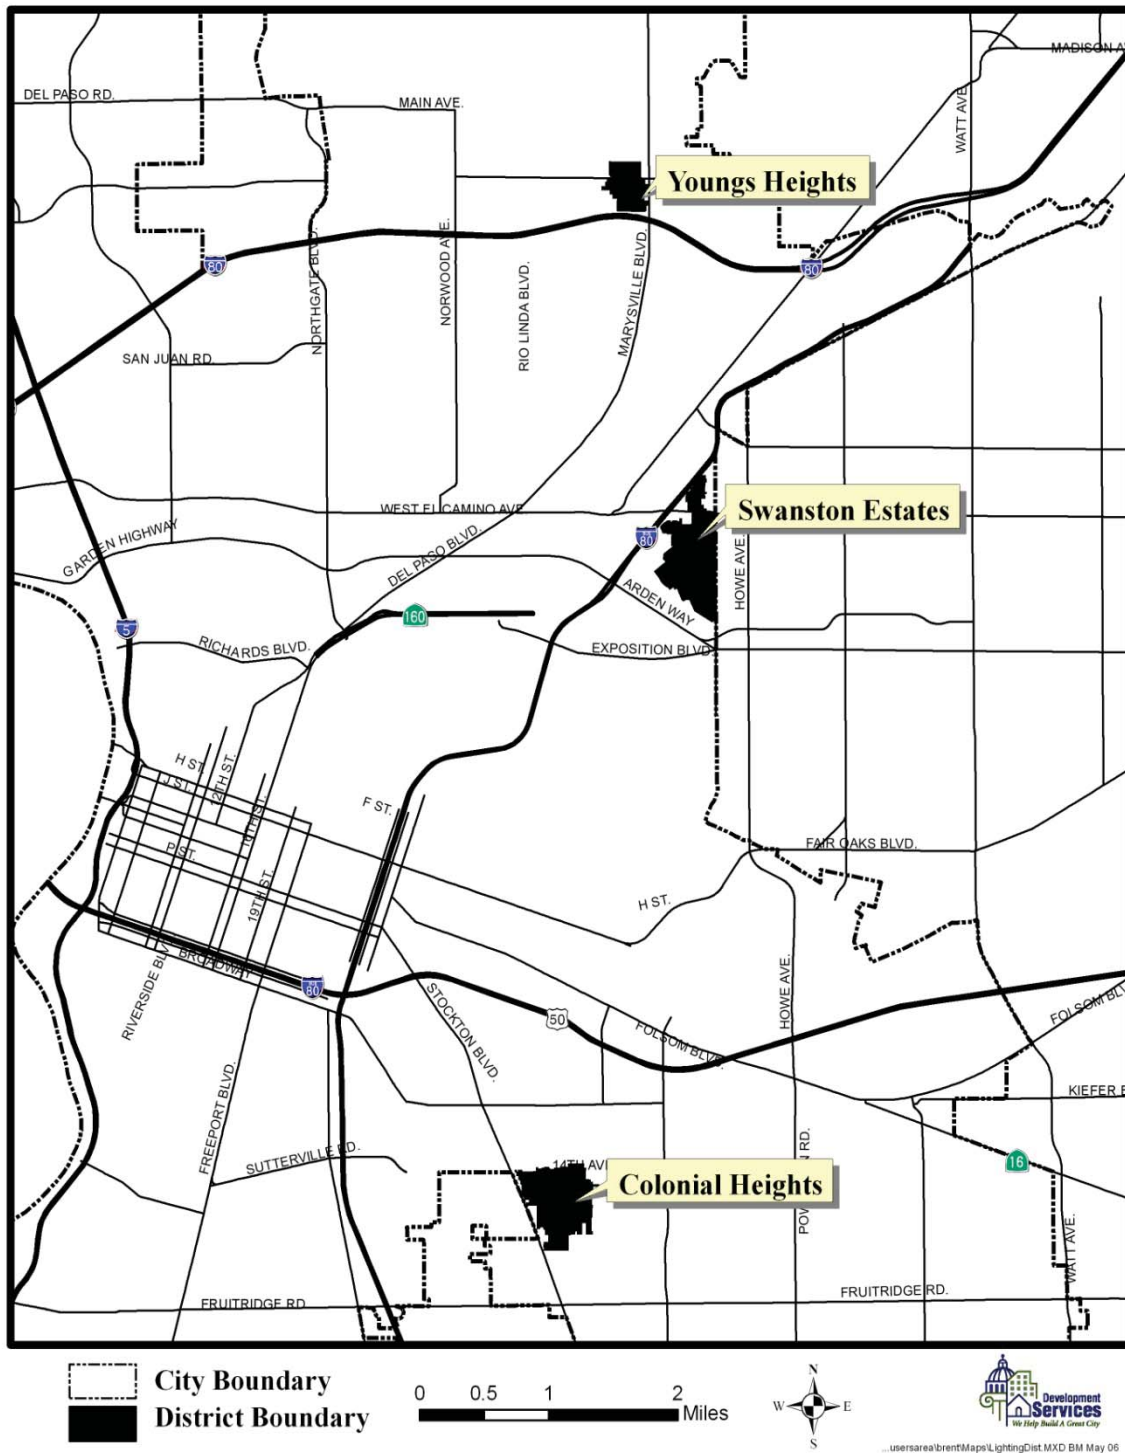 MADISON A
DEL PASO RD.
MAIN AVE.
WATT AVE.
Youngs Heights
NORTHGATE BLVD.
NORWOOD AVE.
RIO LINDA BLVD.
MARYSVILLE BLVD.
80
80
SAN JUAN RD.
WEST EL CAMINO AVE
Swanston Estates
GARDEN HIGHWAY
DEL PASO BLVD.
80
HOWE AVE.
ARDEN WAY
5
160
RICHARDS BLVD.
EXPOSITION BLVD.
H ST.
J ST.
12TH ST.
16TH ST.
F ST.
P ST.
19TH ST.
FAIR OAKS BLVD.
H ST.
RIVERSIDE BLV
BROADWAY
80
STOCKTON BLVD.
50
HOWE AVE.
FOLSOM BLVD.
FOLSOM BLV
KIEFER B
FREEPORT BLVD.
SUTTERVILLE RD.
14TH AV
Colonial Heights
POW
N RD.
16
WATT AVE.
FRUITRIDGE RD
FRUITRIDGE RD.
City Boundary
District Boundary
0 0.5 1 2
Miles
N
W E
S
Development
Services
We Help Build A Great City
...usersarea\brent\Maps\LightingDist.MXD BM May 06